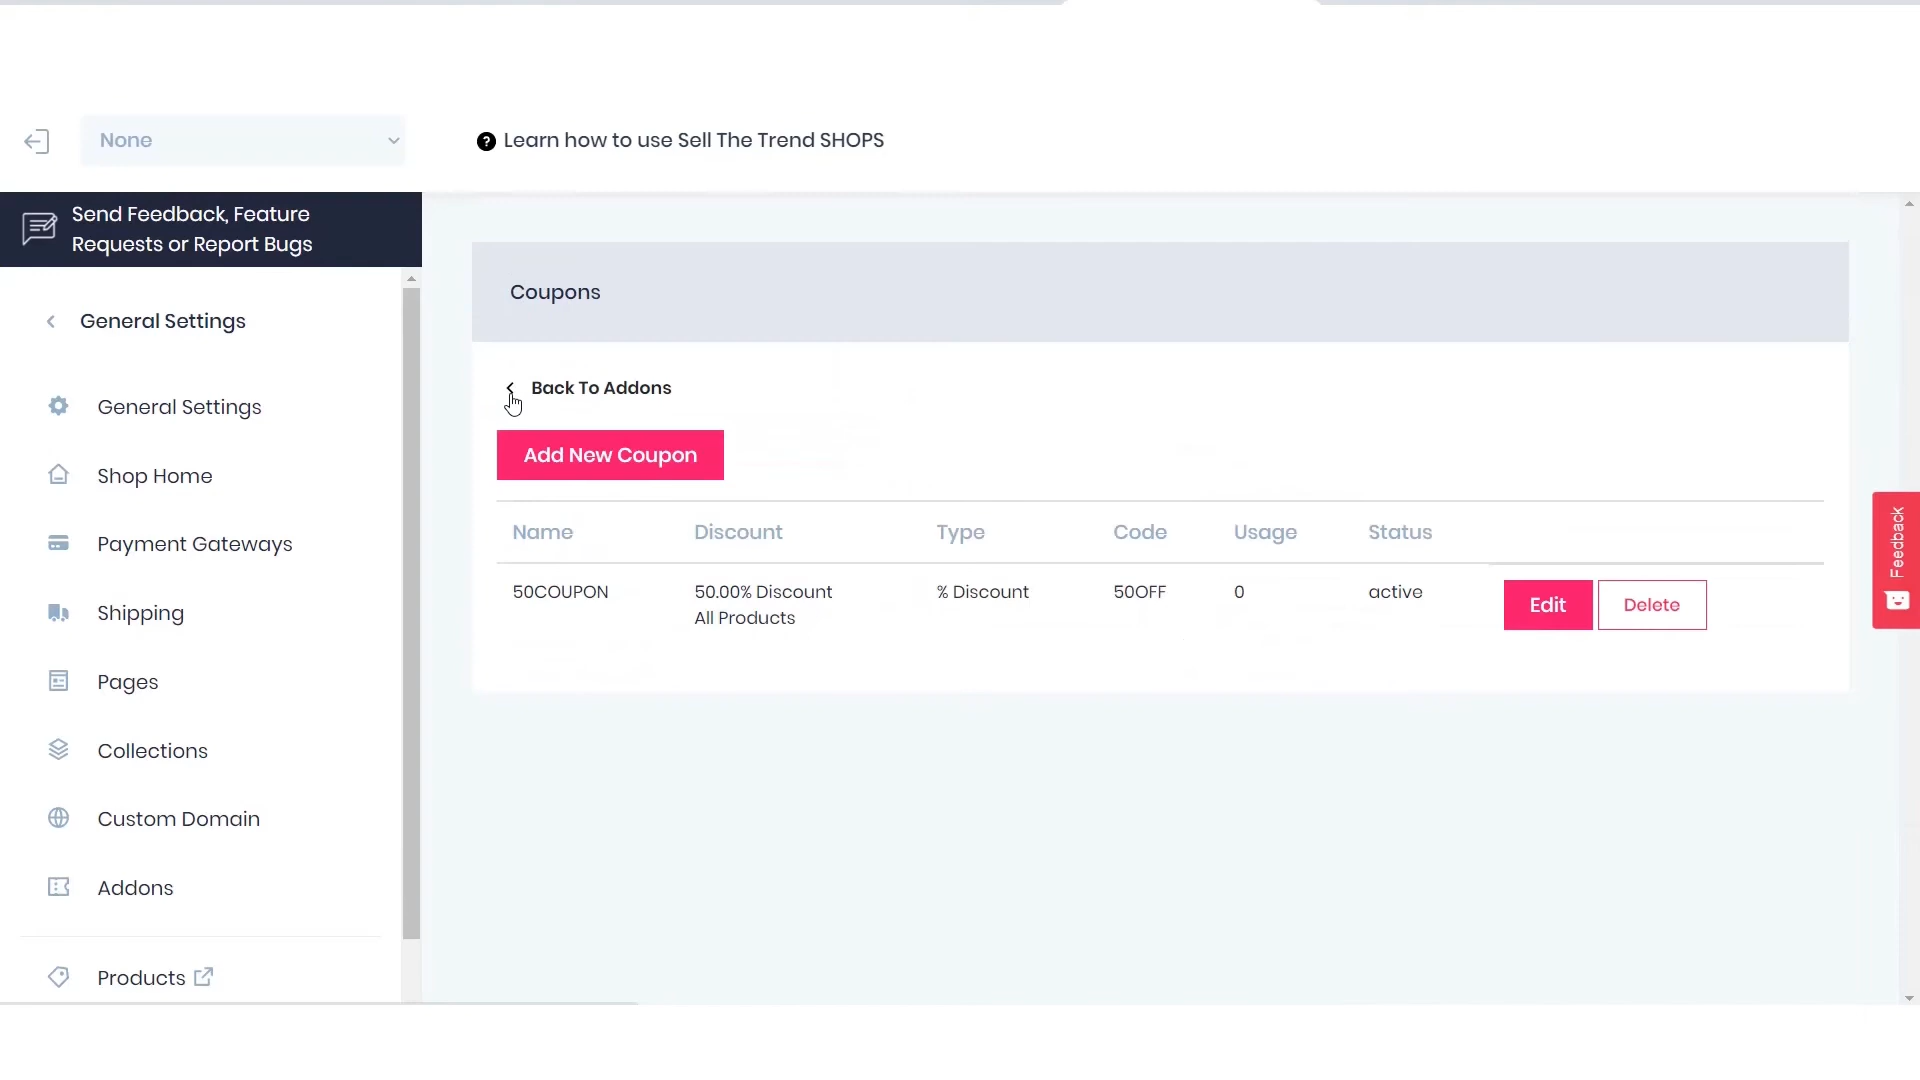 None
Learn how to use Sell The Trend SHOPS
Send Feedback, Feature
Requests or Report Bugs
General Settings
General Settings
Shop Home
Payment Gateways
Shipping
Pages
Collections
Custom Domain
Addons
Products
Coupons
Back To Addons
Add New Coupon
Name Discount Type Code Usage Status
50COUPON 50.00% Discount % Discount 50OFF 0 active Edit Delete
All Products
Feedback